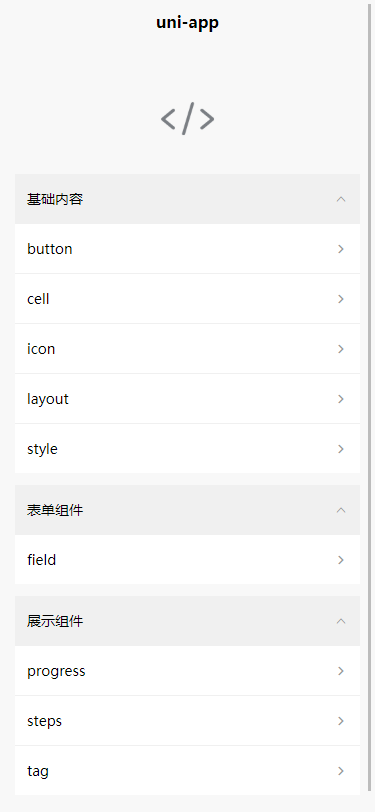 uni-app
</>
基础内容
button
cell
icon
layout
style
表单组件
field
展示组件
progress
steps
tag